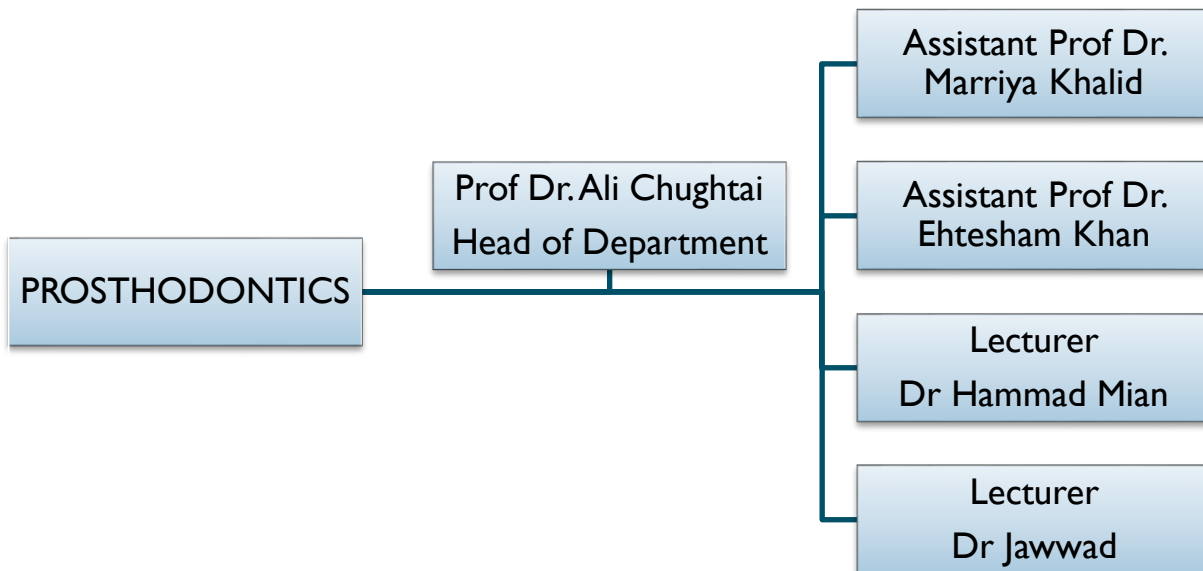 PROSTHODONTICS
Prof Dr. Ali Chughtai
Head of Department
Assistant Prof Dr.
Marriya Khalid
Assistant Prof Dr.
Ehtesham Khan
Lecturer
Dr Hammad Mian
Lecturer
Dr Jawwad